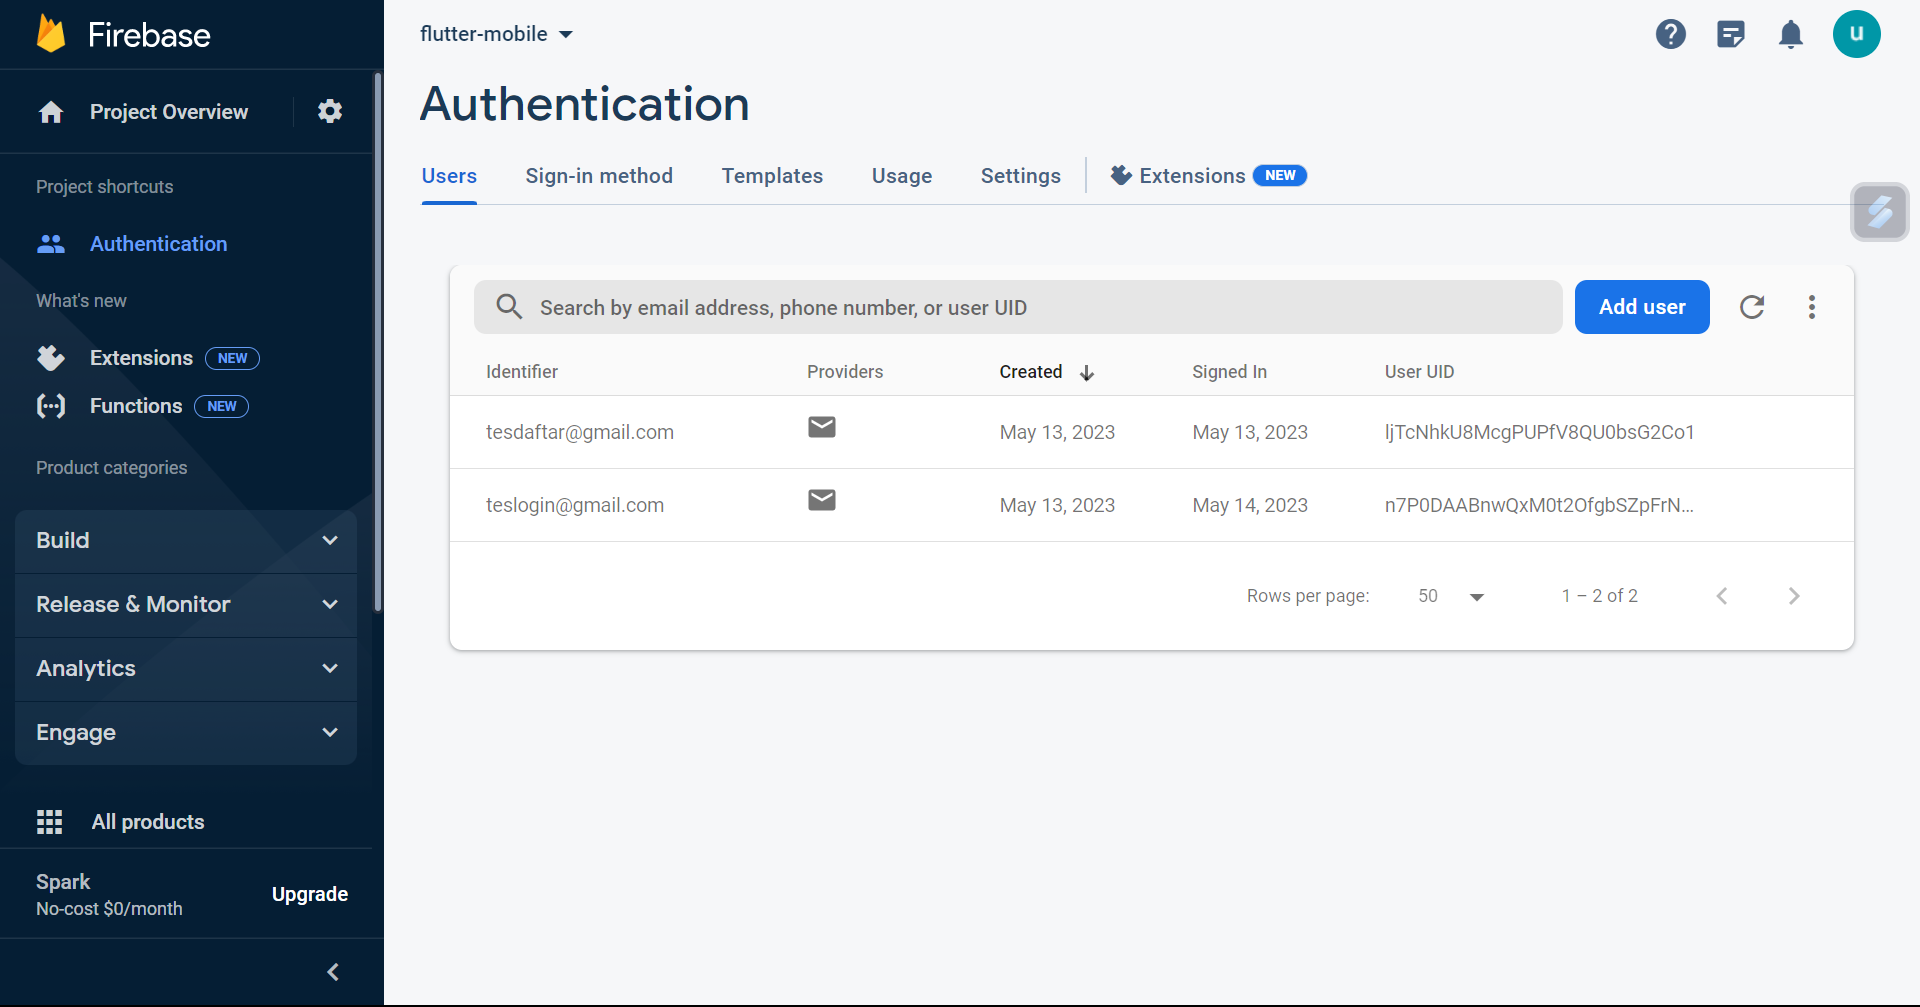 Firebase
Project Overview
Project shortcuts
Authentication
What's new
Extensions NEW
Functions NEW
Product categories
Build
Release & Monitor
Analytics
Engage
All products
Spark
No-cost $0/month
Upgrade
flutter-mobile
u
Authentication
Users Sign-in method Templates Usage Settings Extensions NEW
Search by email address, phone number, or user UID
Add user
Identifier Providers Created Signed In User UID
tesdaftar@gmail.com May 13, 2023 May 13, 2023 ljTcNhkU8McgPUPfV8QU0bsG2Co1
teslogin@gmail.com May 13, 2023 May 14, 2023 n7P0DAABnwQxM0t2OfgbSZpFrN...
Rows per page: 50 1 – 2 of 2